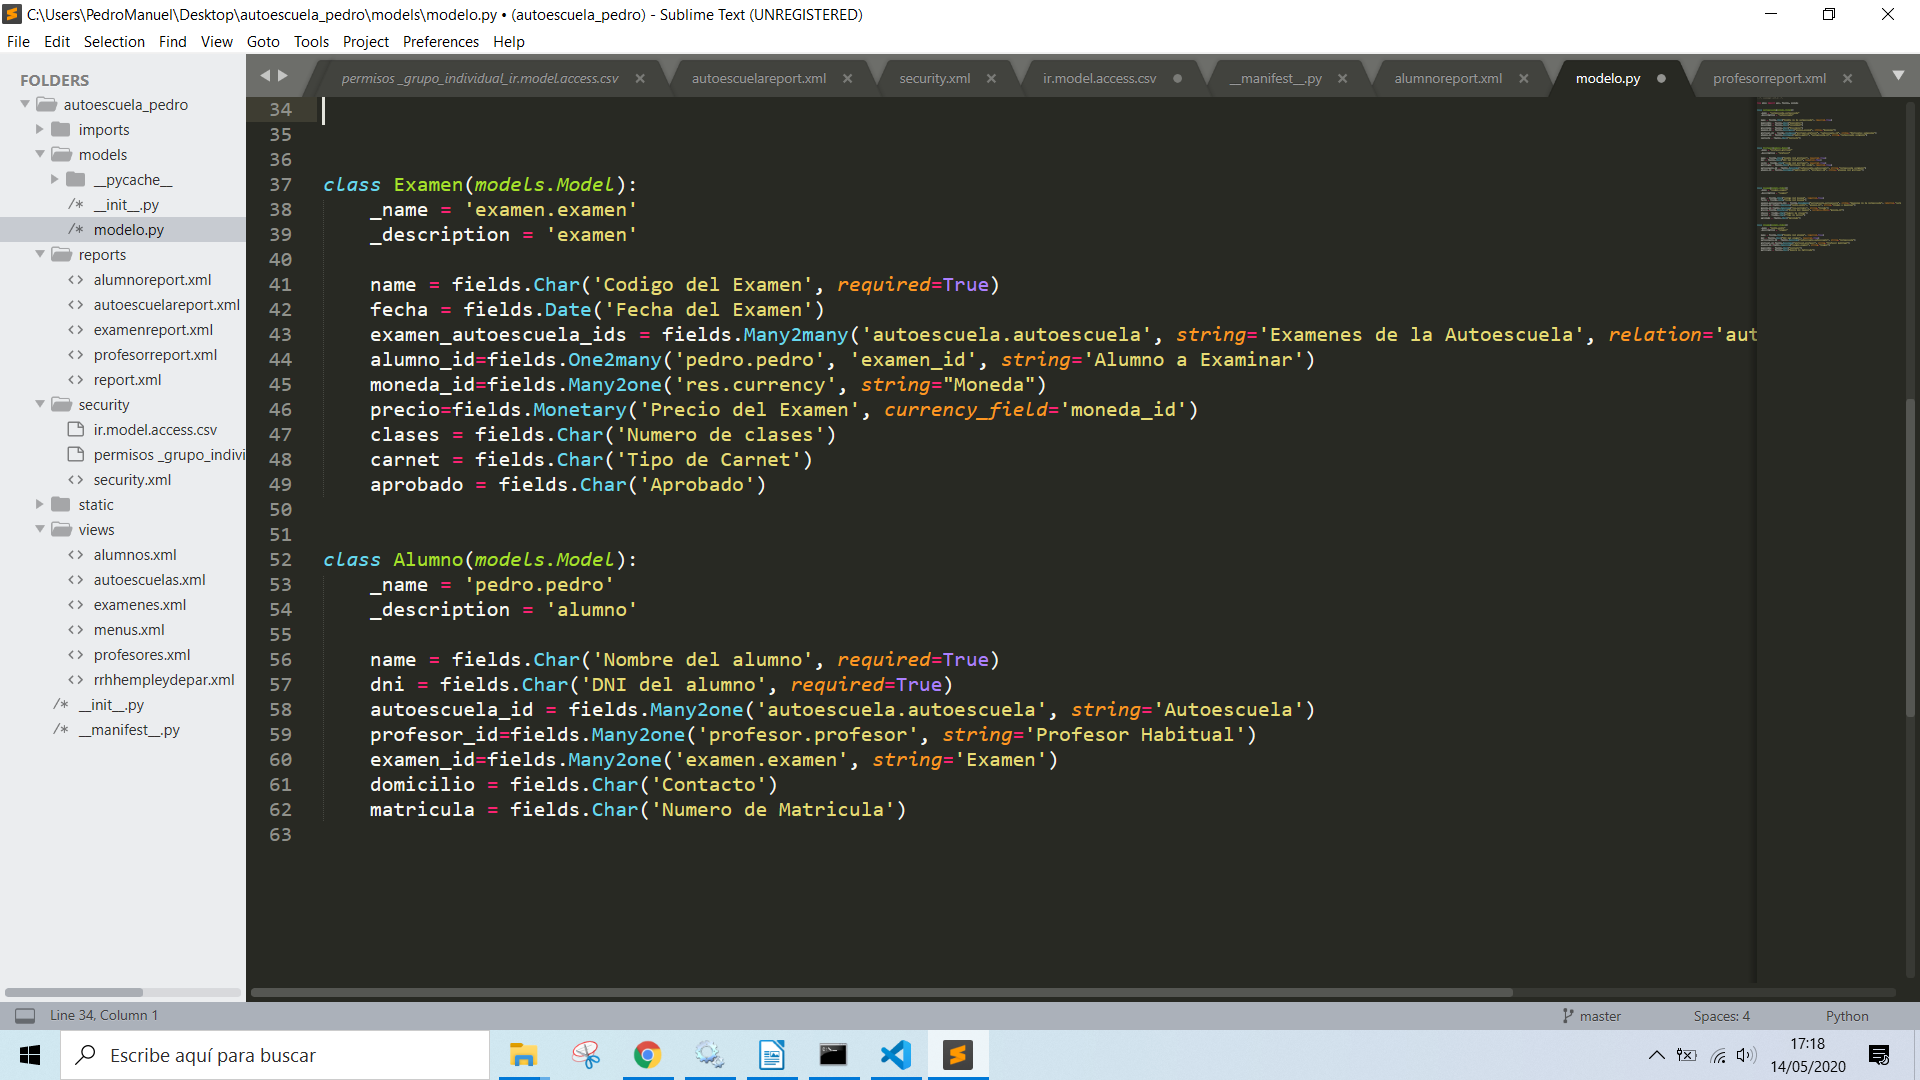 C:\Users\PedroManuel\Desktop\autoescuela_pedro\models\modelo.py • (autoescuela_pedro) - Sublime Text (UNREGISTERED)
File Edit Selection Find View Goto Tools Project Preferences Help
FOLDERS
autoescuela_pedro
imports
models
__pycache__
/* __init__.py
/* modelo.py
reports
<> alumnoreport.xml
<> autoescuelareport.xml
<> examenreport.xml
<> profesorreport.xml
<> report.xml
security
ir.model.access.csv
permisos _grupo_indivi
<> security.xml
static
views
<> alumnos.xml
<> autoescuelas.xml
<> examenes.xml
<> menus.xml
<> profesores.xml
<> rrhhempleydepar.xml
/* __init__.py
/* __manifest__.py
permisos _grupo_individual_ir.model.access.csv × autoescuelareport.xml × security.xml × ir.model.access.csv • __manifest__.py × alumnoreport.xml × modelo.py • profesorreport.xml ×
34
35
36
37 class Examen(models.Model):
38     _name = 'examen.examen'
39     _description = 'examen'
40
41     name = fields.Char('Codigo del Examen', required=True)
42     fecha = fields.Date('Fecha del Examen')
43     examen_autoescuela_ids = fields.Many2many('autoescuela.autoescuela', string='Examenes de la Autoescuela', relation='aut
44     alumno_id=fields.One2many('pedro.pedro', 'examen_id', string='Alumno a Examinar')
45     moneda_id=fields.Many2one('res.currency', string="Moneda")
46     precio=fields.Monetary('Precio del Examen', currency_field='moneda_id')
47     clases = fields.Char('Numero de clases')
48     carnet = fields.Char('Tipo de Carnet')
49     aprobado = fields.Char('Aprobado')
50
51
52 class Alumno(models.Model):
53     _name = 'pedro.pedro'
54     _description = 'alumno'
55
56     name = fields.Char('Nombre del alumno', required=True)
57     dni = fields.Char('DNI del alumno', required=True)
58     autoescuela_id = fields.Many2one('autoescuela.autoescuela', string='Autoescuela')
59     profesor_id=fields.Many2one('profesor.profesor', string='Profesor Habitual')
60     examen_id=fields.Many2one('examen.examen', string='Examen')
61     domicilio = fields.Char('Contacto')
62     matricula = fields.Char('Numero de Matricula')
63
Line 34, Column 1 master Spaces: 4 Python
Escribe aquí para buscar
17:18
14/05/2020